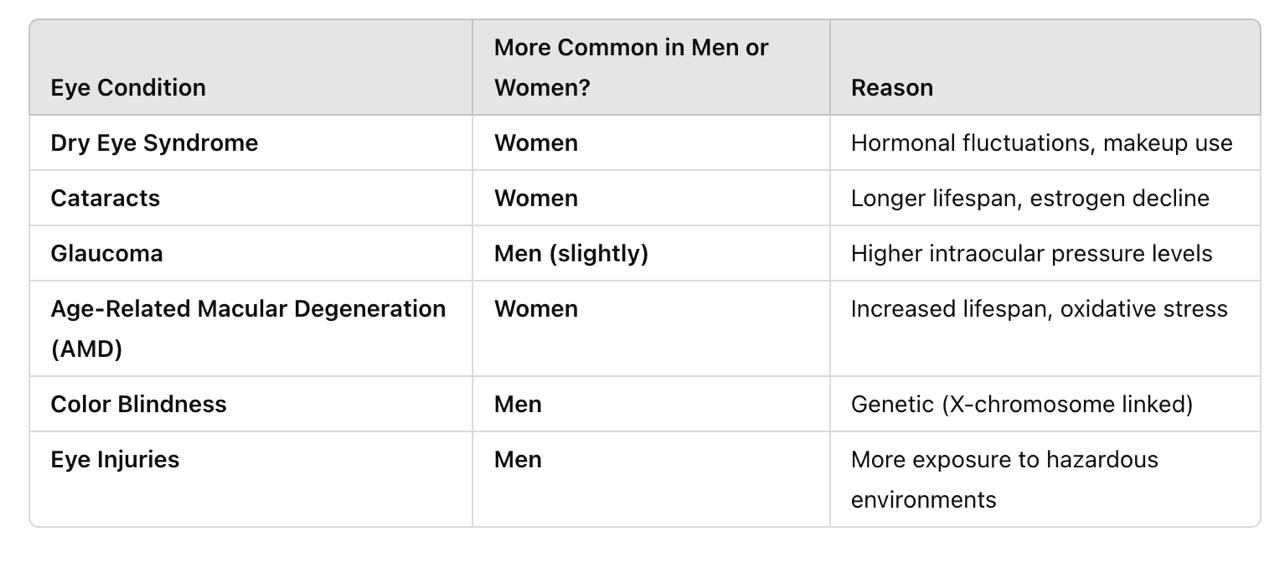 More Common in Men or
Eye Condition Women? Reason
Dry Eye Syndrome Women Hormonal fluctuations, makeup use
Cataracts Women Longer lifespan, estrogen decline
Glaucoma Men (slightly) Higher intraocular pressure levels
Age-Related Macular Degeneration Women Increased lifespan, oxidative stress
(AMD)
Color Blindness Men Genetic (X-chromosome linked)
Eye Injuries Men More exposure to hazardous
environments